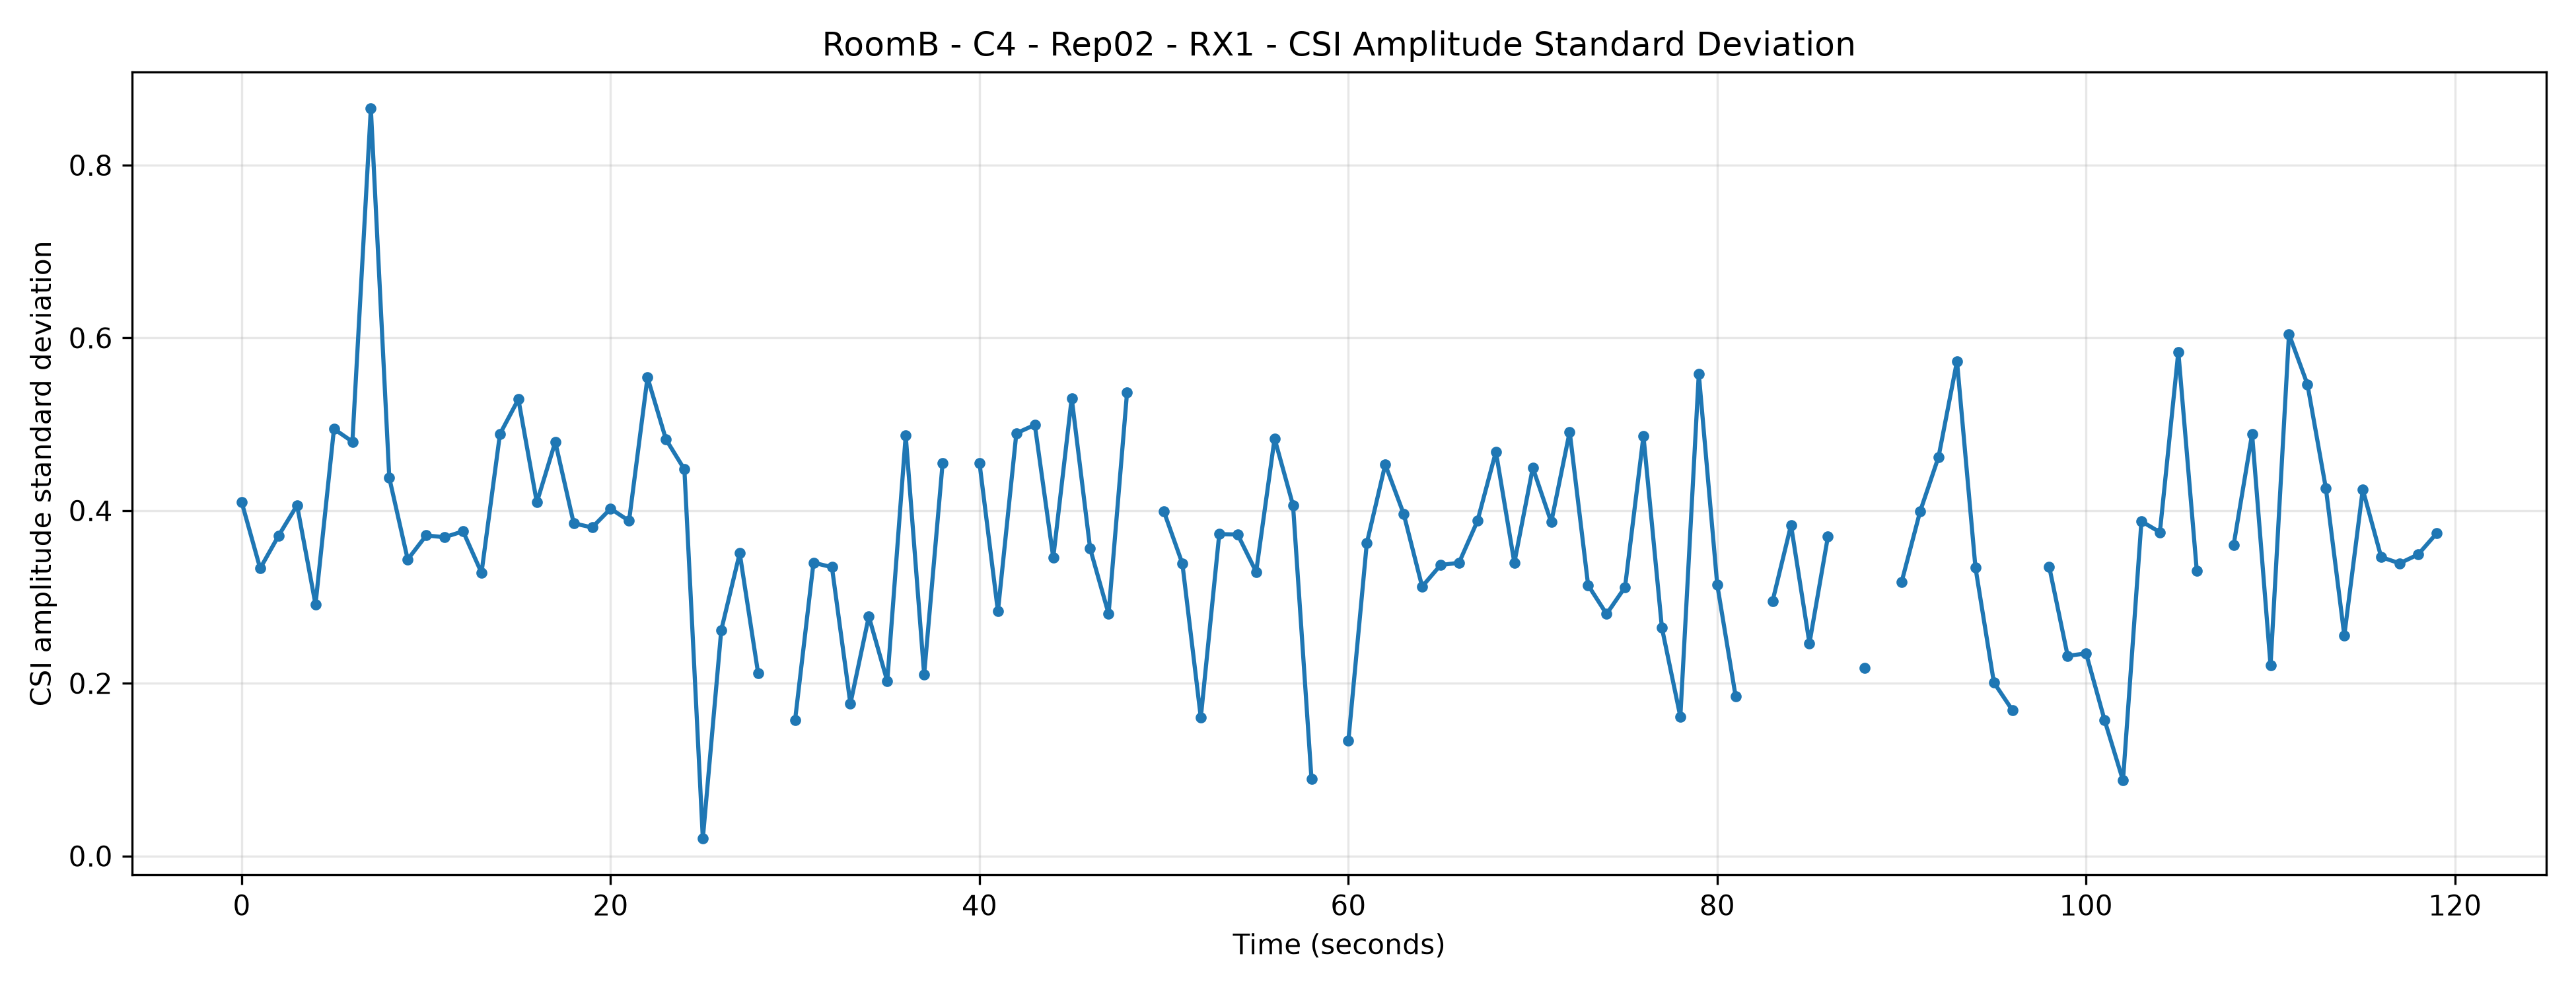 RoomB - C4 - Rep02 - RX1 - CSI Amplitude Standard Deviation
CSI amplitude standard deviation
0.8
0.6
0.4
0.2
0.0
0 20 40 60 80 100 120
Time (seconds)